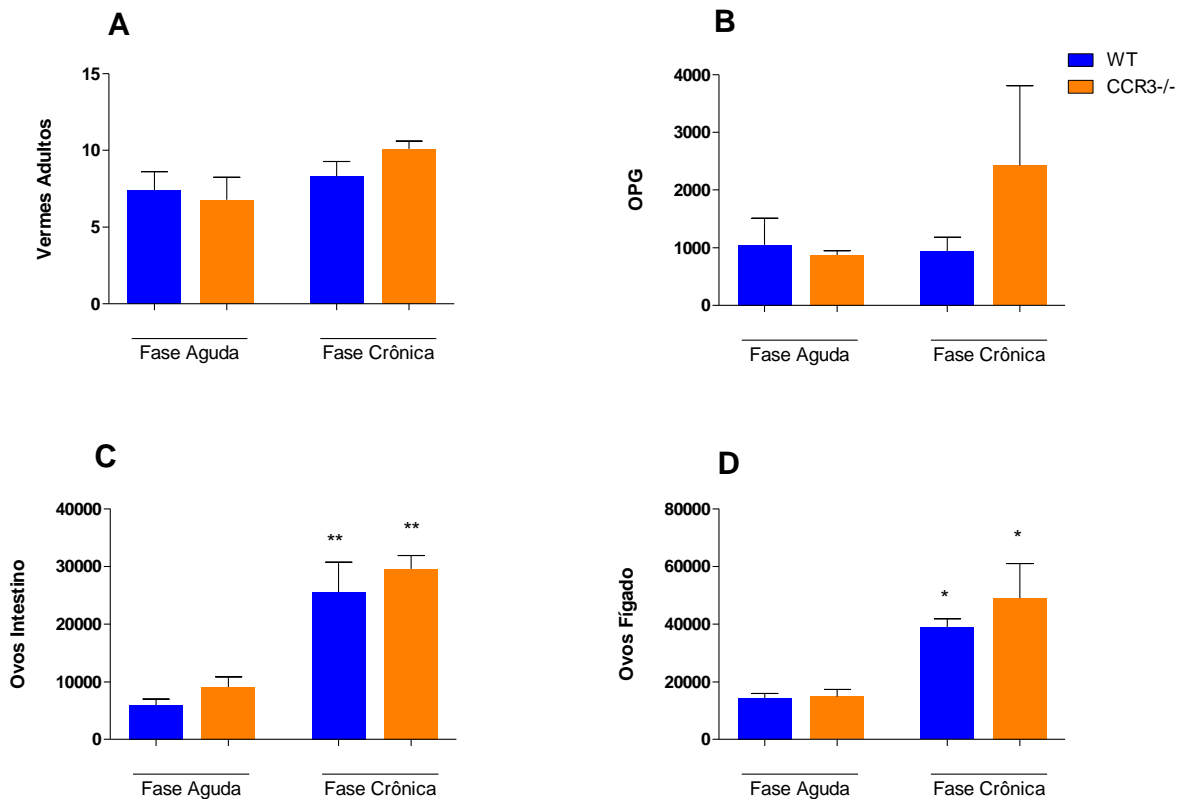 A
Vermes Adultos
15
10
5
0
Fase Aguda
Fase Crônica
B
WT
CCR3-/-
OPG
4000
3000
2000
1000
0
Fase Aguda
Fase Crônica
C
Ovos Intestino
40000
30000
20000
10000
0
**
**
Fase Aguda
Fase Crônica
D
Ovos Fígado
80000
60000
40000
20000
0
*
*
Fase Aguda
Fase Crônica